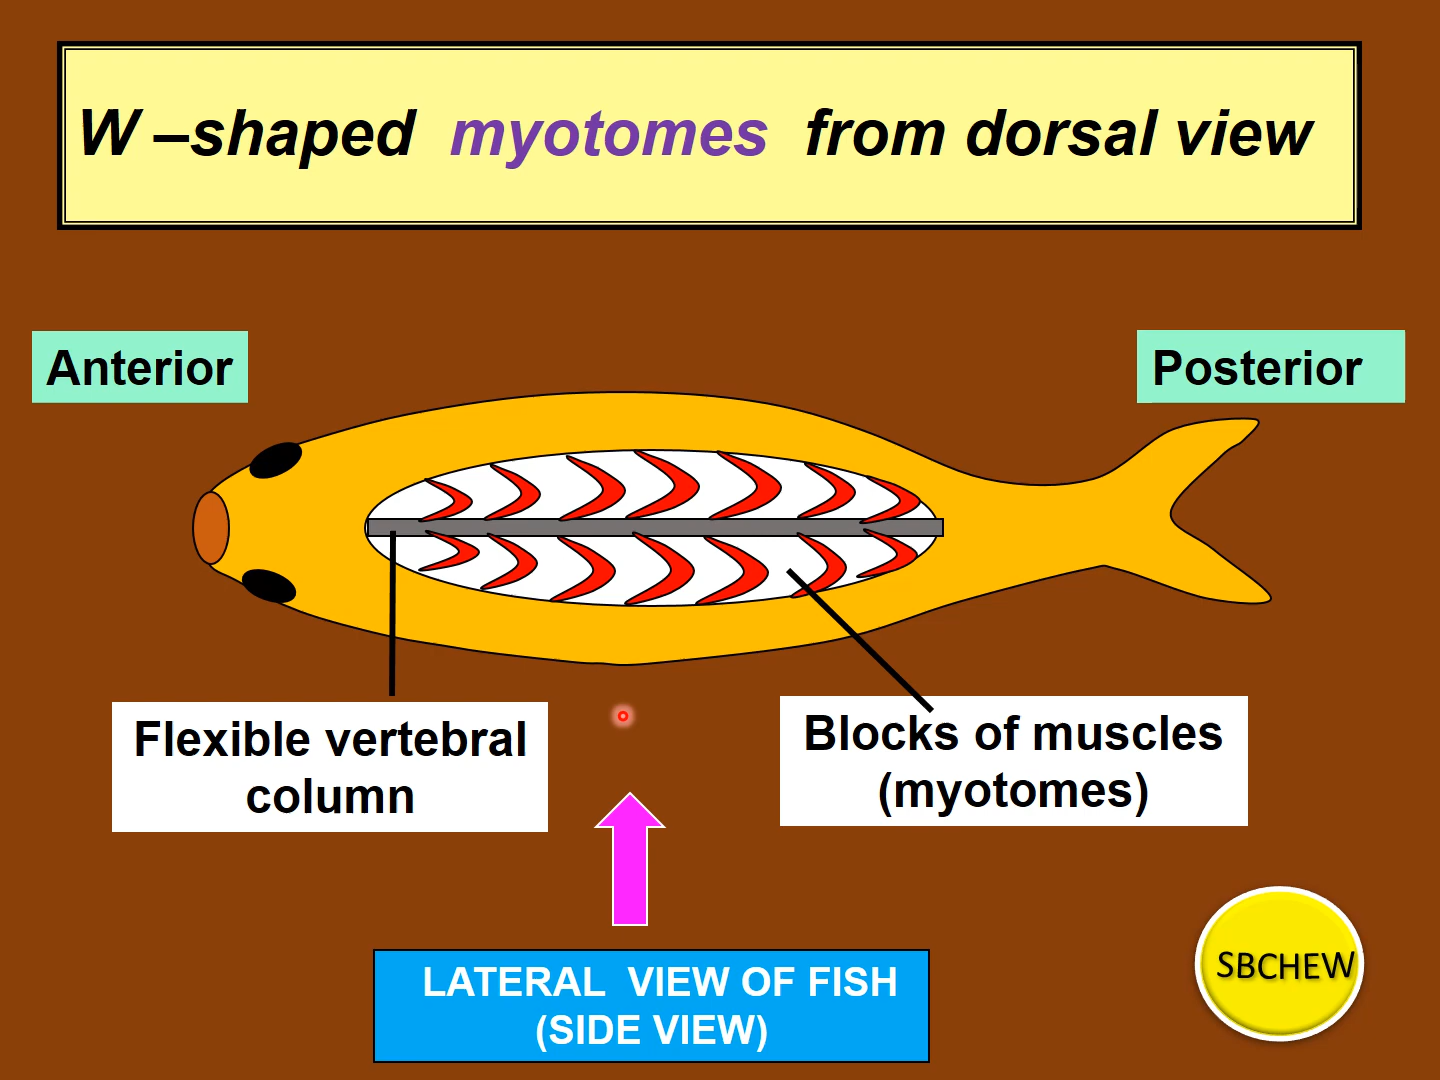 W –shaped myotomes from dorsal view
Anterior
Posterior
Flexible vertebral
column
Blocks of muscles
(myotomes)
LATERAL VIEW OF FISH
(SIDE VIEW)
SBCHEW